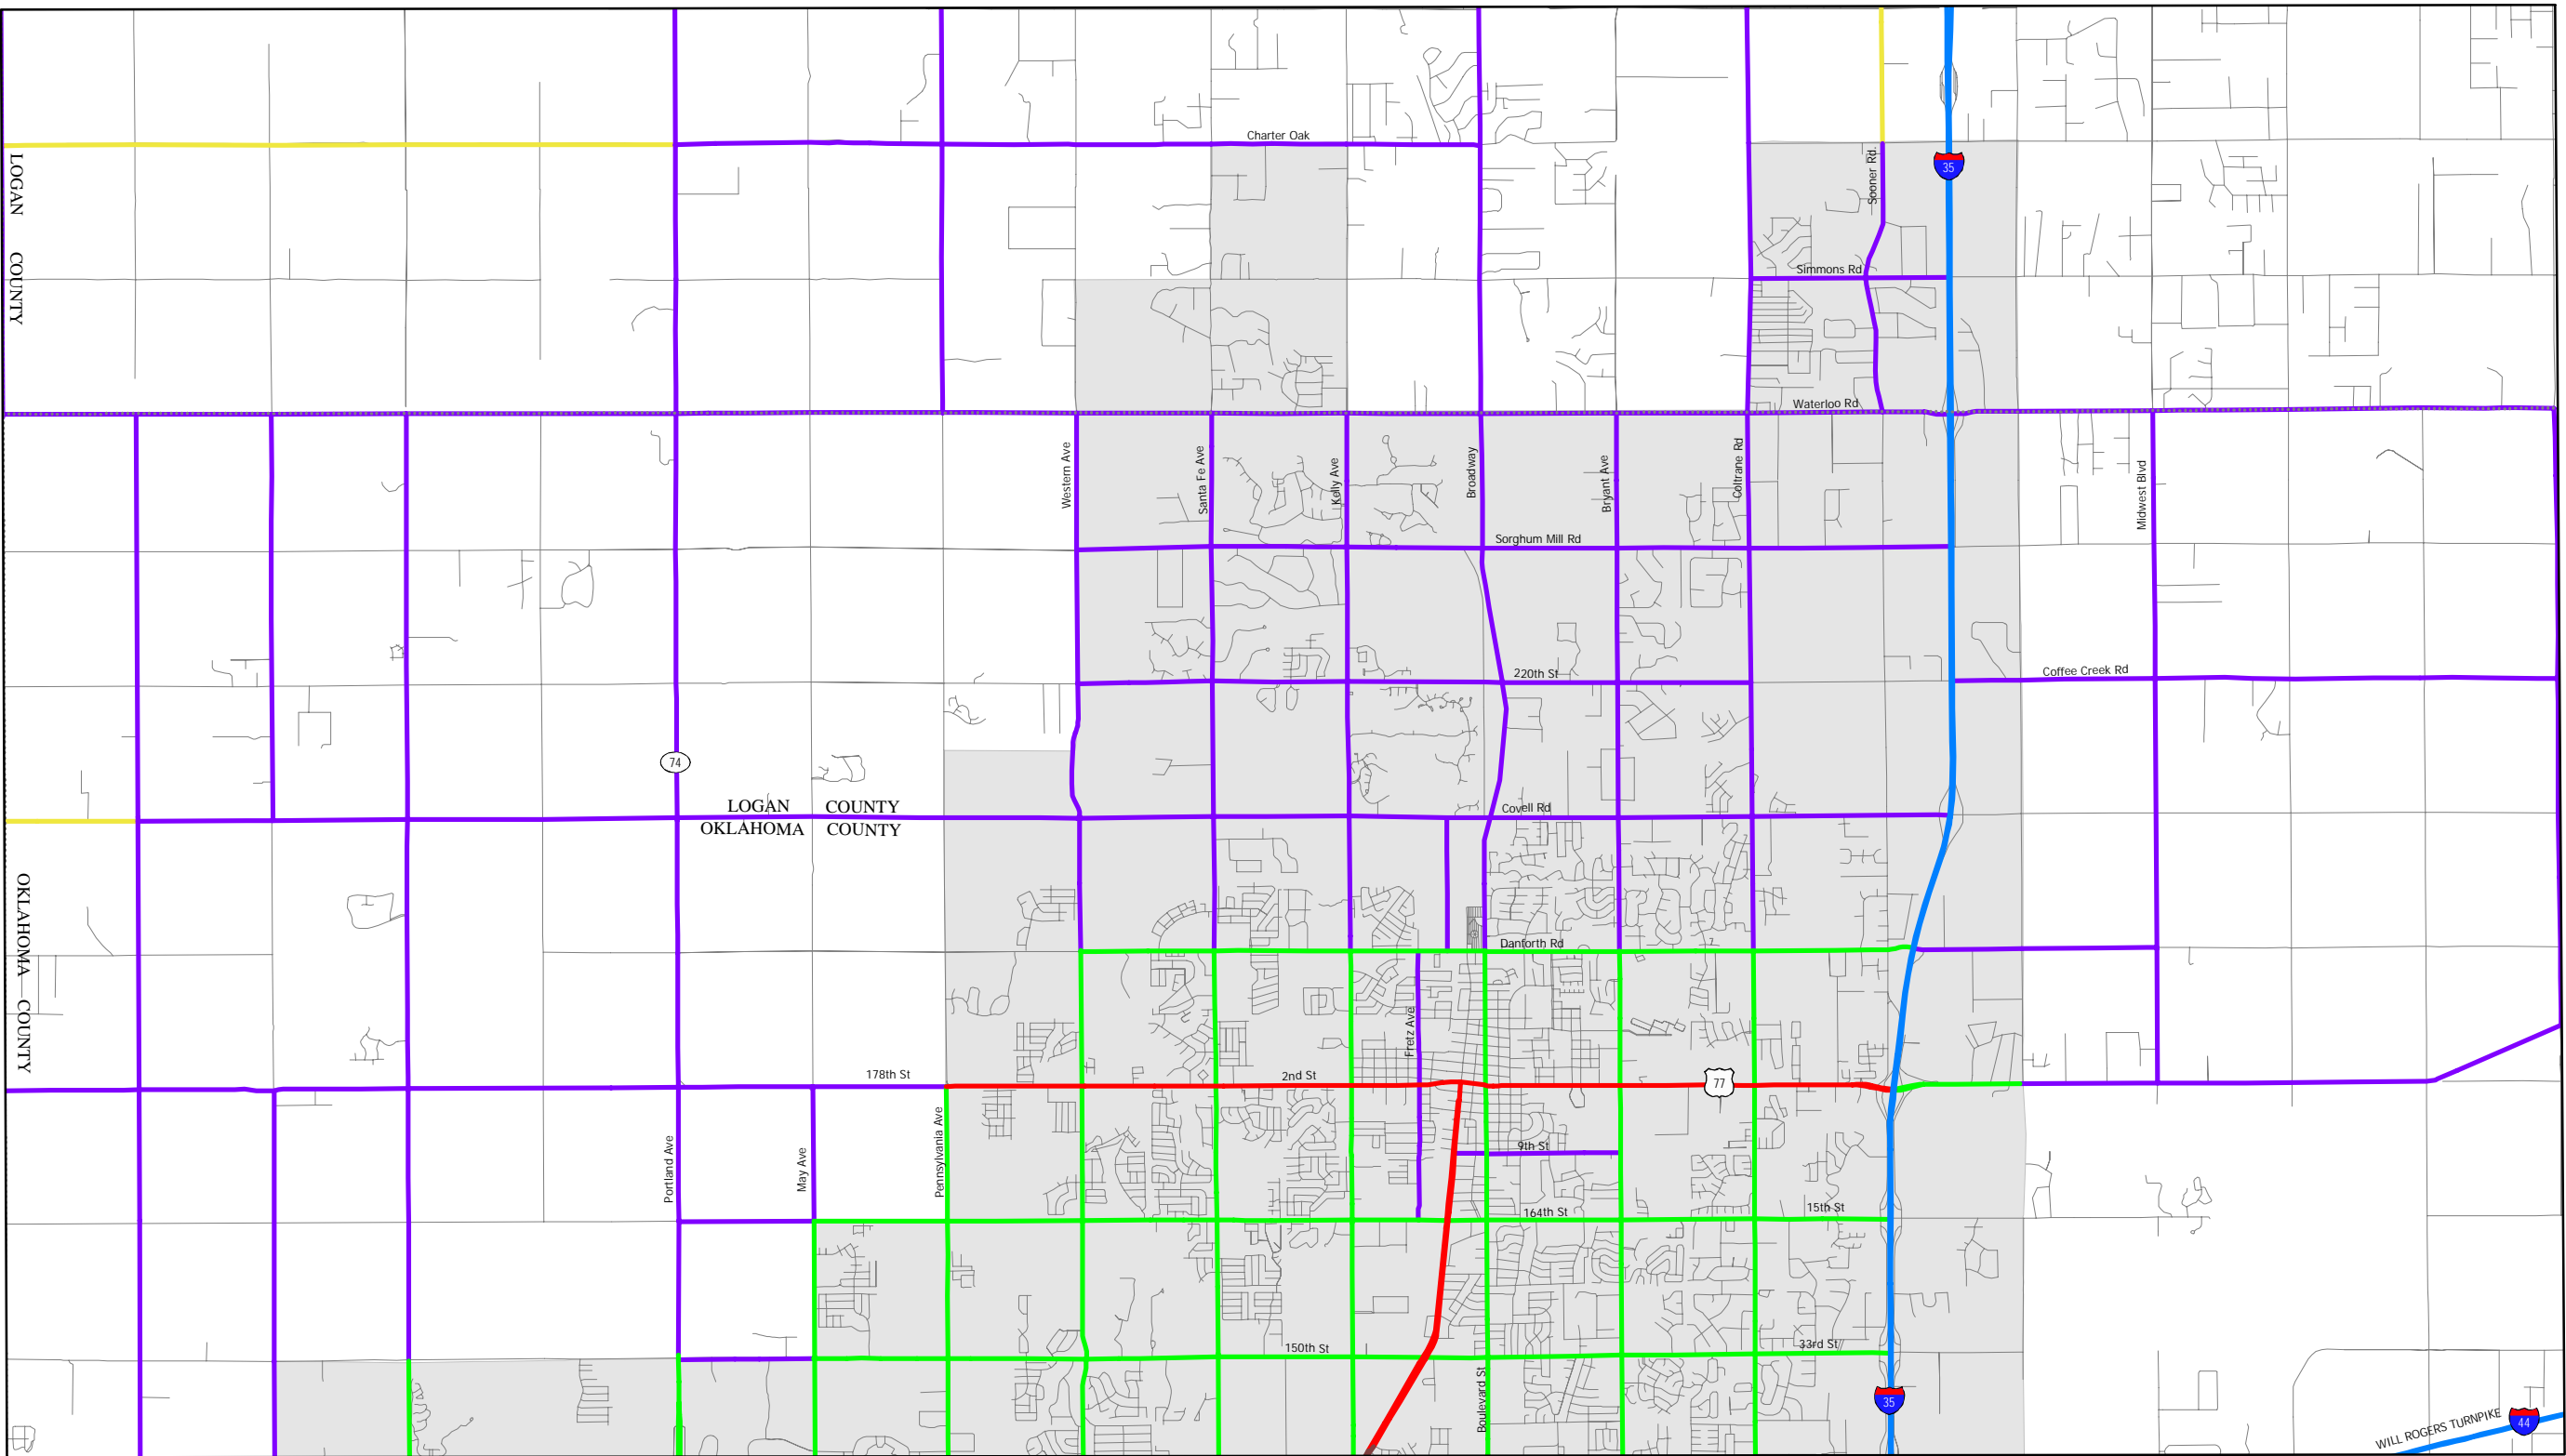 Charter Oak
LOGAN COUNTY
Sooner Rd.
35
Simmons Rd
Waterloo Rd
Western Ave
Santa Fe Ave
Kelly Ave
Broadway
Bryant Ave
Coltrane Rd
Midwest Blvd
Sorghum Mill Rd
220th St
Coffee Creek Rd
74
LOGAN COUNTY
OKLAHOMA COUNTY
Covell Rd
OKLAHOMA COUNTY
Danforth Rd
Fretz Ave
178th St
2nd St
77
Portland Ave
May Ave
Pennsylvania Ave
9th St
164th St
15th St
150th St
33rd St
Boulevard St
35
WILL ROGERS TURNPIKE
44